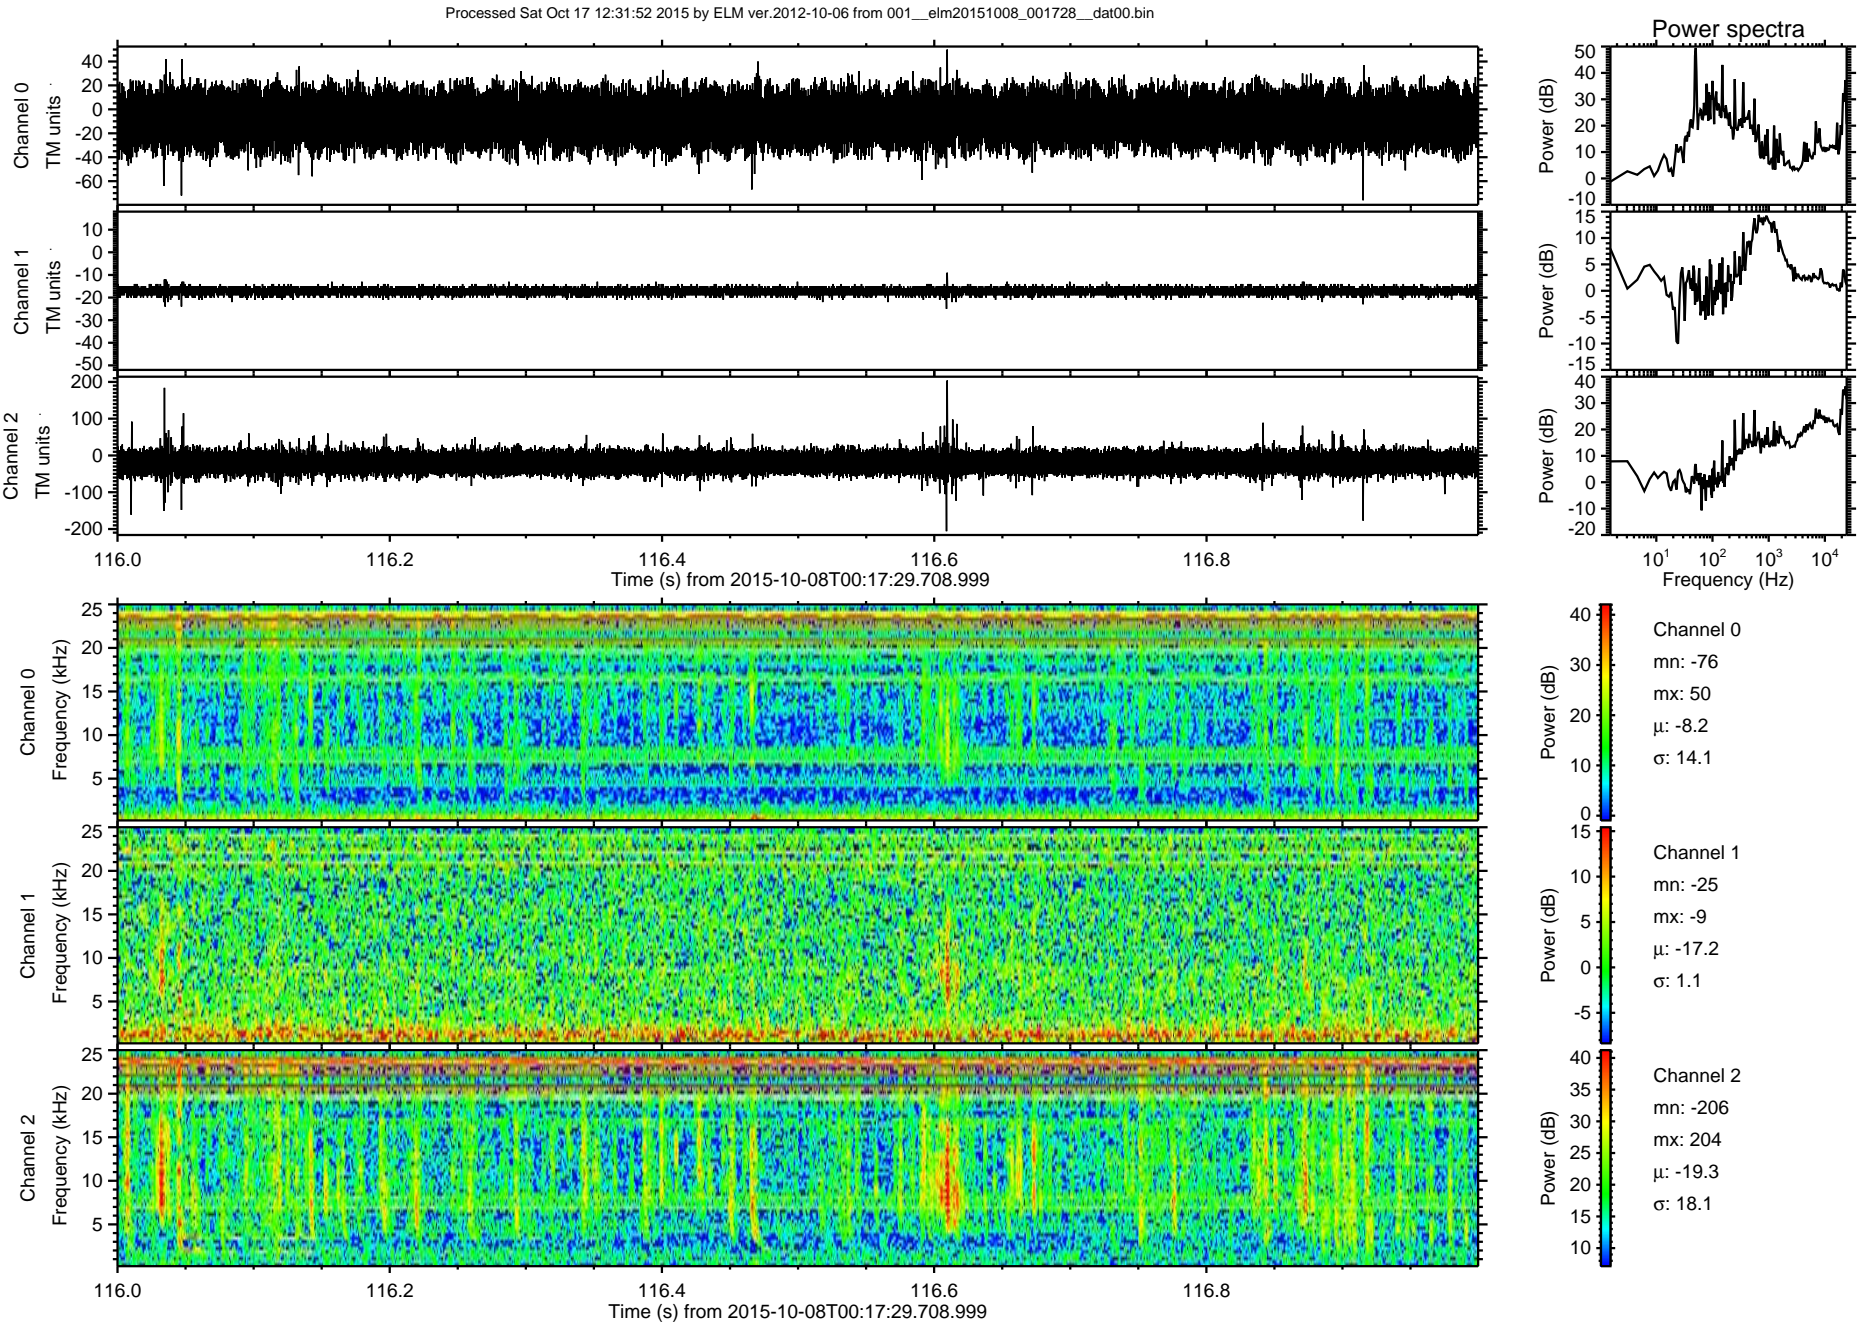 Processed Sat Oct 17 12:31:52 2015 by ELM ver.2012-10-06 from 001__elm20151008_001728__dat00.bin
Power spectra
Channel 0
TM units
40
20
0
-20
-40
-60
Power (dB)
50
40
30
20
10
0
-10
Channel 1
TM units
10
0
-10
-20
-30
-40
-50
Power (dB)
15
10
5
0
-5
-10
-15
Channel 2
TM units
200
100
0
-100
-200
Power (dB)
40
30
20
10
0
-10
-20
116.0 116.2 116.4 116.6 116.8
Time (s) from 2015-10-08T00:17:29.708.999
10¹ 10² 10³ 10⁴
Frequency (Hz)
Channel 0
Frequency (kHz)
25
20
15
10
5
Power (dB)
40
30
20
10
0
Channel 0
mn: -76
mx: 50
μ: -8.2
σ: 14.1
Channel 1
Frequency (kHz)
25
20
15
10
5
Power (dB)
15
10
5
0
-5
Channel 1
mn: -25
mx: -9
μ: -17.2
σ: 1.1
Channel 2
Frequency (kHz)
25
20
15
10
5
Power (dB)
40
35
30
25
20
15
10
Channel 2
mn: -206
mx: 204
μ: -19.3
σ: 18.1
116.0 116.2 116.4 116.6 116.8
Time (s) from 2015-10-08T00:17:29.708.999